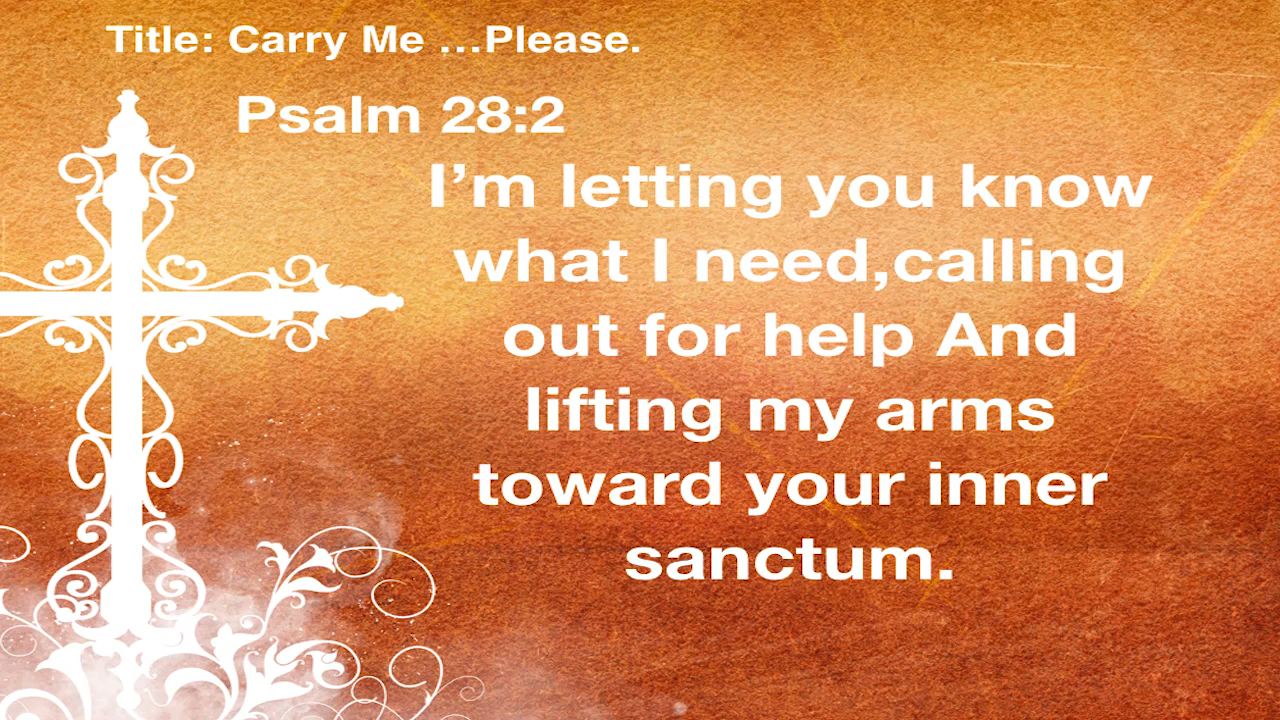 Title: Carry Me ...Please.
Psalm 28:2
I’m letting you know
what I need,calling
out for help And
lifting my arms
toward your inner
sanctum.